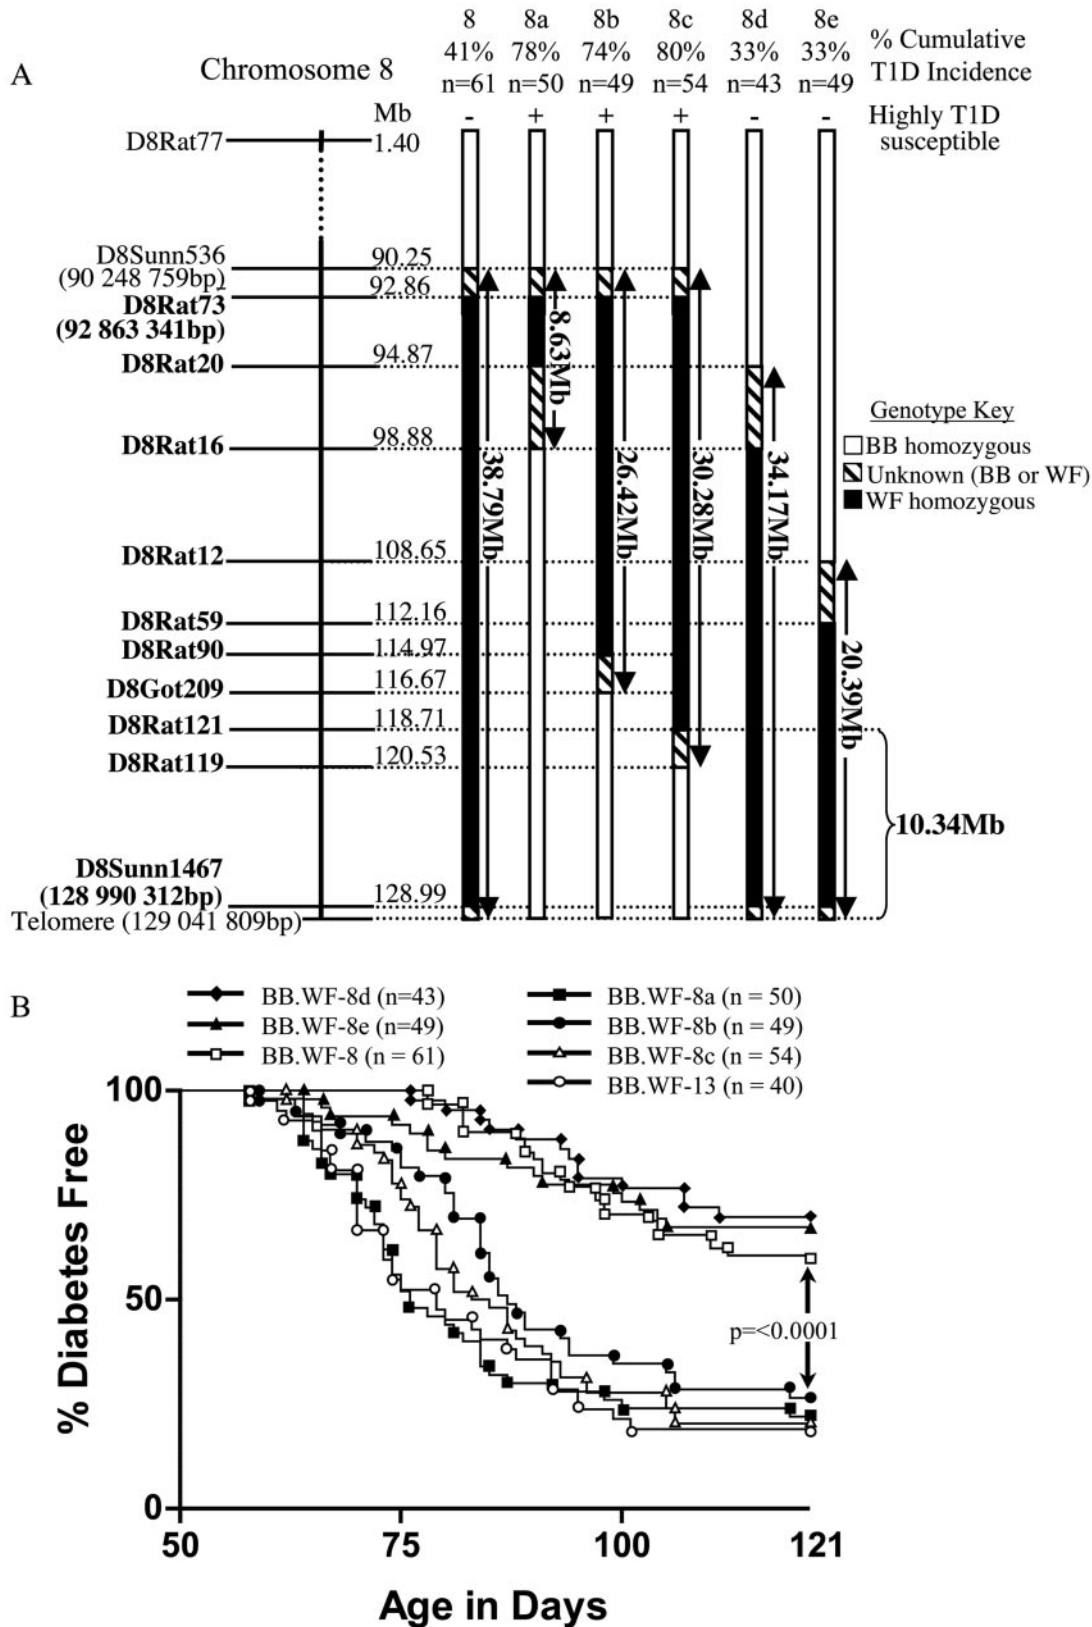 A
Chromosome 8
8 8a 8b 8c 8d 8e
41% 78% 74% 80% 33% 33% % Cumulative
n=61 n=50 n=49 n=54 n=43 n=49 T1D Incidence
Mb - + + + - - Highly T1D
susceptible
D8Rat77 1.40
D8Sunn536 90.25
(90 248 759bp)
92.86
D8Rat73
(92 863 341bp)
D8Rat20 94.87
D8Rat16 98.88
D8Rat12 108.65
D8Rat59 112.16
D8Rat90 114.97
D8Got209 116.67
D8Rat121 118.71
D8Rat119 120.53
D8Sunn1467
(128 990 312bp) 128.99
Telomere (129 041 809bp)
38.79Mb
8.63Mb
26.42Mb
30.28Mb
34.17Mb
20.39Mb
10.34Mb
Genotype Key
BB homozygous
Unknown (BB or WF)
WF homozygous
B
BB.WF-8d (n=43)
BB.WF-8e (n=49)
BB.WF-8 (n = 61)
BB.WF-8a (n = 50)
BB.WF-8b (n = 49)
BB.WF-8c (n = 54)
BB.WF-13 (n = 40)
% Diabetes Free
100
50
0
p=<0.0001
50 75 100 121
Age in Days